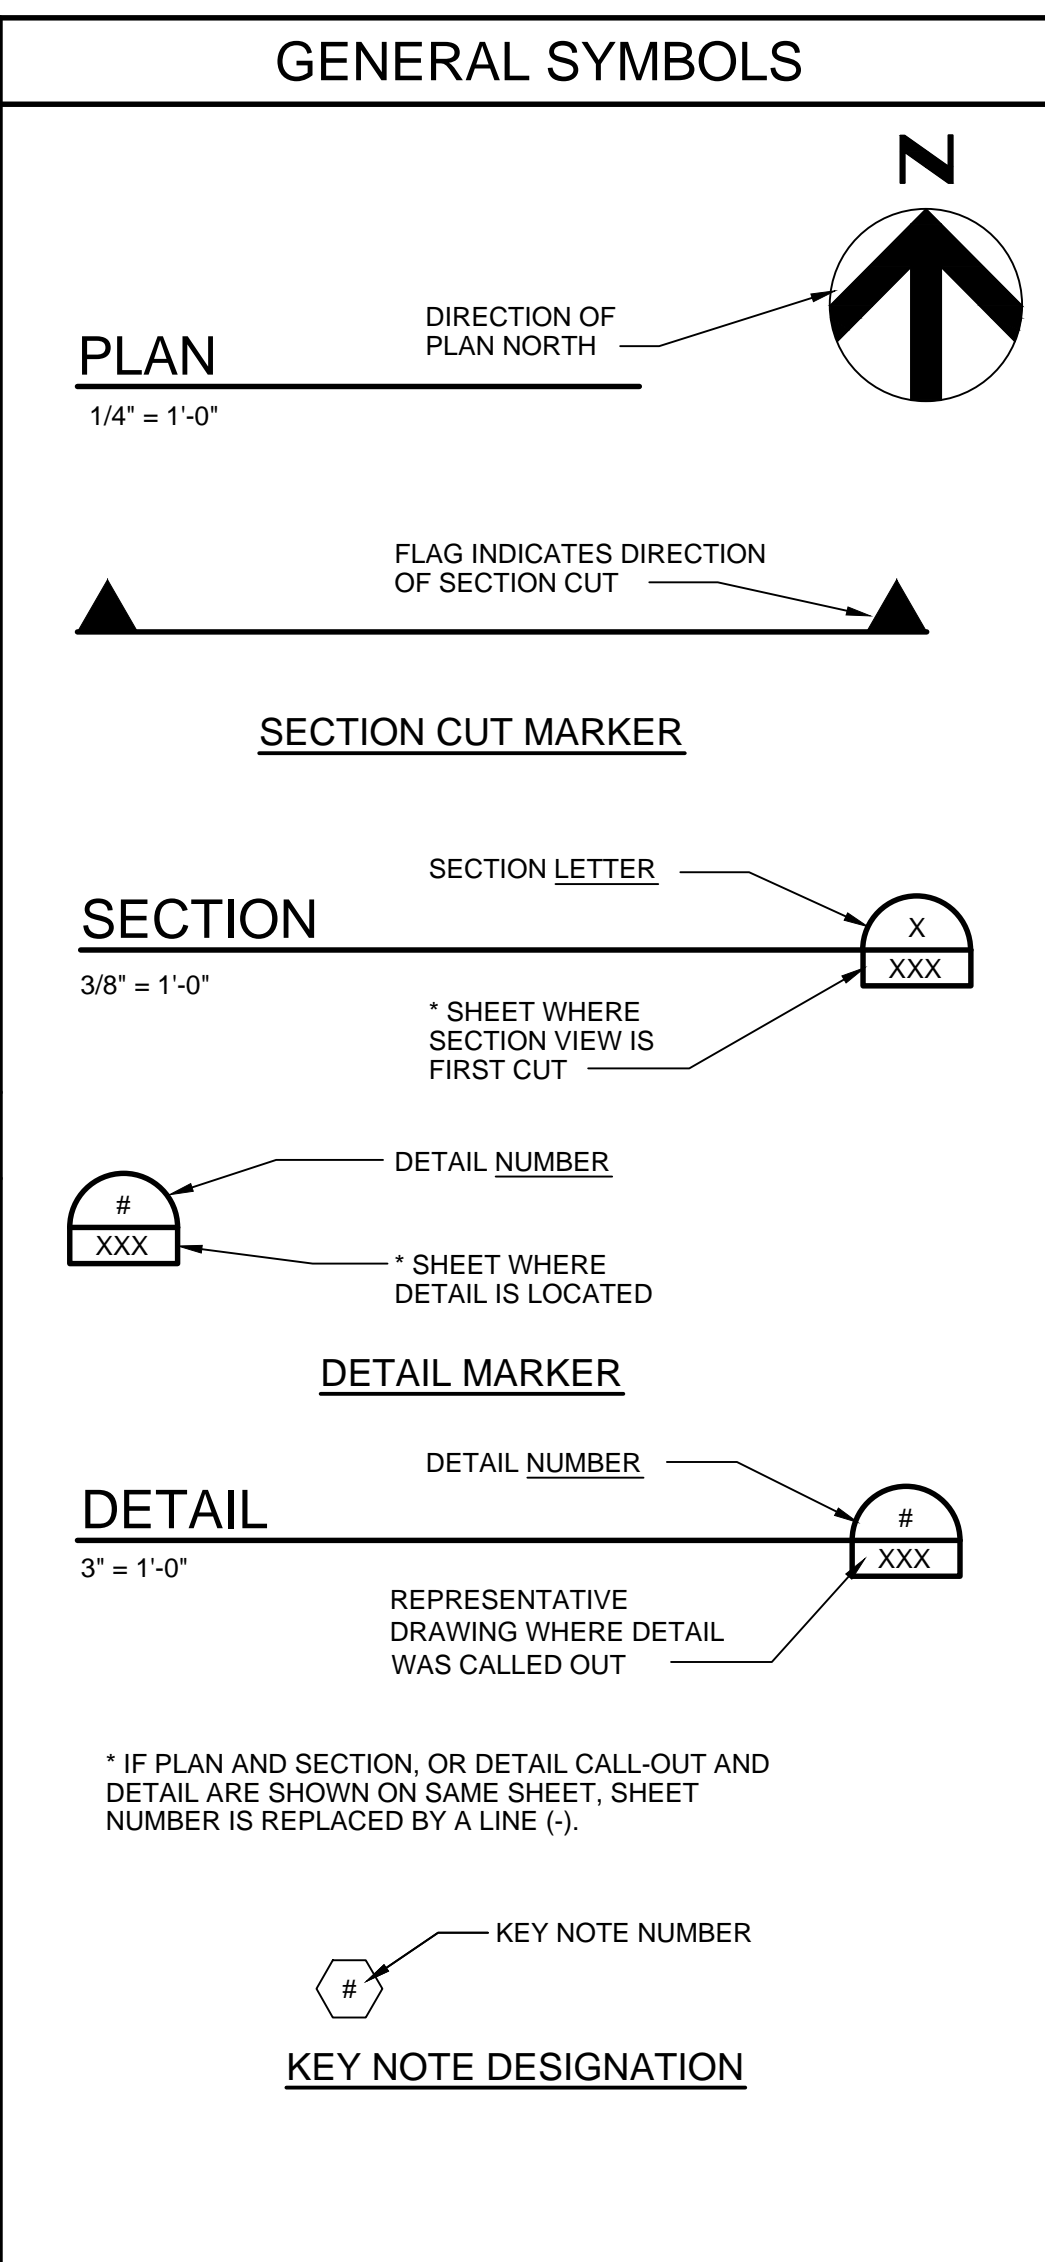 GENERAL SYMBOLS
N
DIRECTION OF
PLAN NORTH
PLAN
1/4" = 1'-0"
FLAG INDICATES DIRECTION
OF SECTION CUT
SECTION CUT MARKER
SECTION LETTER
SECTION
X
XXX
3/8" = 1'-0"
* SHEET WHERE
SECTION VIEW IS
FIRST CUT
DETAIL NUMBER
#
XXX
* SHEET WHERE
DETAIL IS LOCATED
DETAIL MARKER
DETAIL NUMBER
DETAIL
#
XXX
3" = 1'-0"
REPRESENTATIVE
DRAWING WHERE DETAIL
WAS CALLED OUT
* IF PLAN AND SECTION, OR DETAIL CALL-OUT AND
DETAIL ARE SHOWN ON SAME SHEET, SHEET
NUMBER IS REPLACED BY A LINE (-).
KEY NOTE NUMBER
#
KEY NOTE DESIGNATION